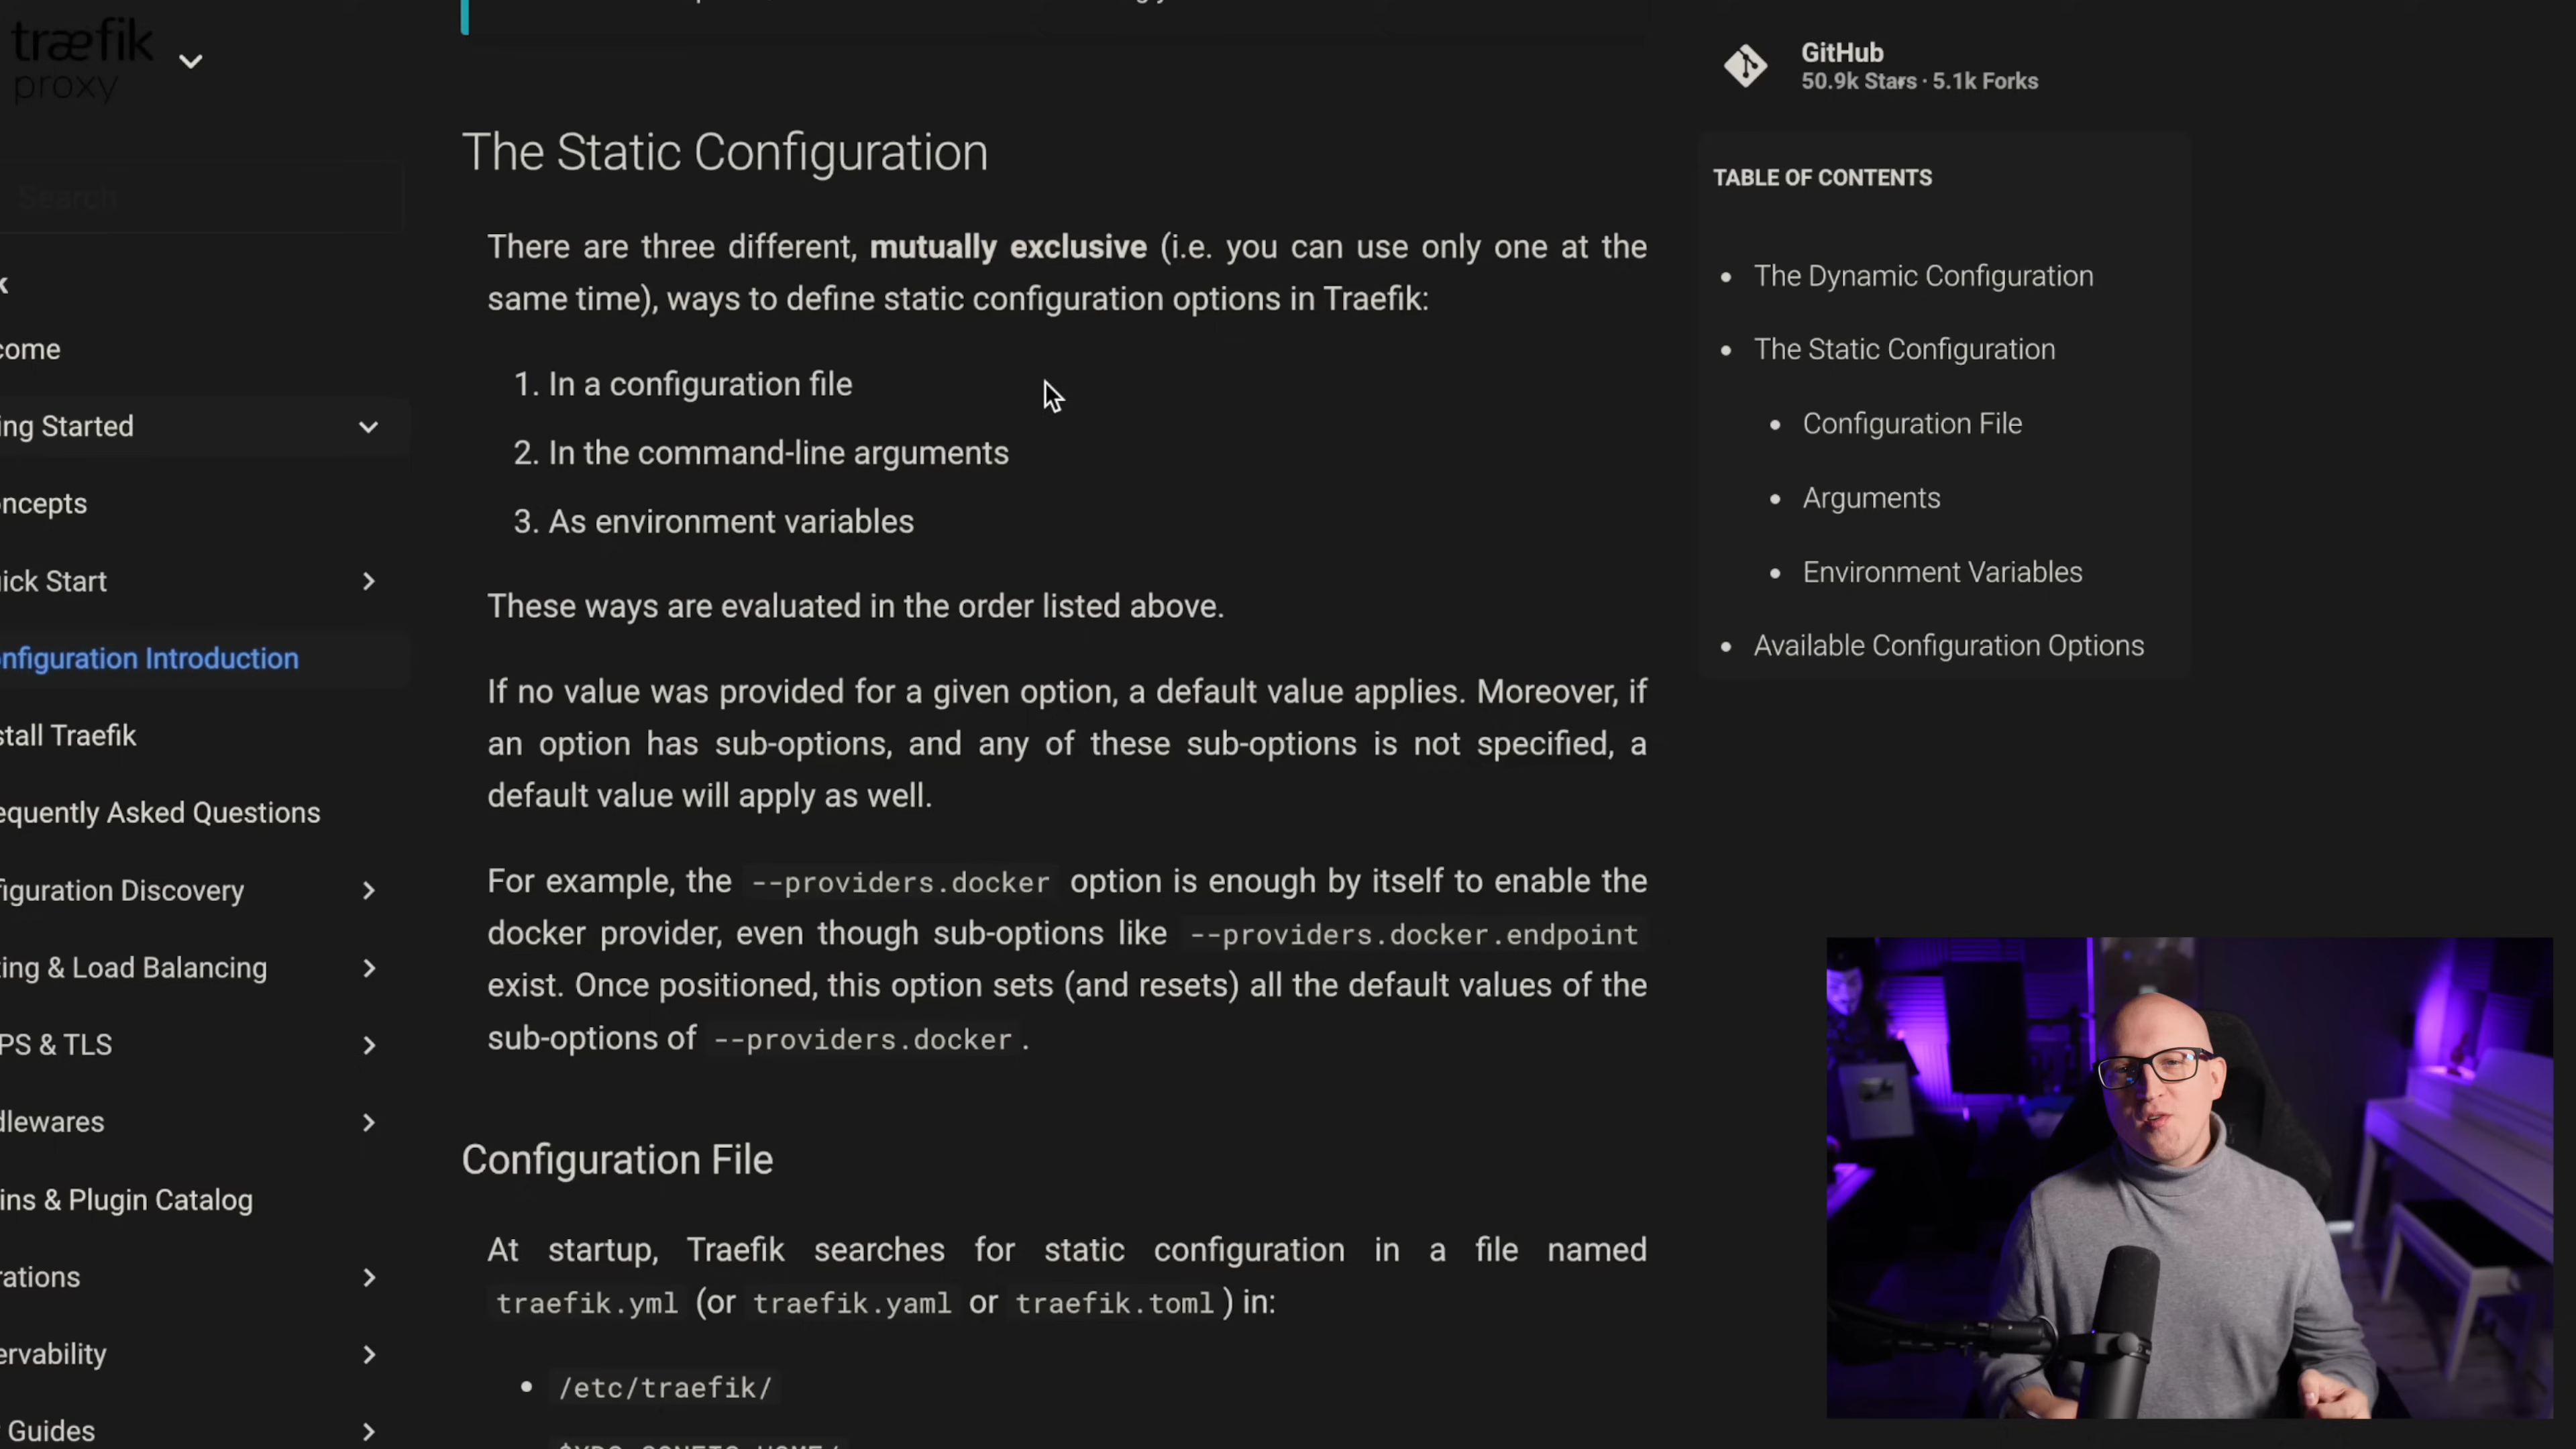 træfik
proxy
Search
k
come
ing Started
oncepts
uick Start
onfiguration Introduction
stall Traefik
equently Asked Questions
figuration Discovery
ting & Load Balancing
PS & TLS
dlewares
ins & Plugin Catalog
rations
ervability
Guides
The Static Configuration
There are three different, mutually exclusive (i.e. you can use only one at the
same time), ways to define static configuration options in Traefik:
1. In a configuration file
2. In the command-line arguments
3. As environment variables
These ways are evaluated in the order listed above.
If no value was provided for a given option, a default value applies. Moreover, if
an option has sub-options, and any of these sub-options is not specified, a
default value will apply as well.
For example, the --providers.docker option is enough by itself to enable the
docker provider, even though sub-options like --providers.docker.endpoint
exist. Once positioned, this option sets (and resets) all the default values of the
sub-options of --providers.docker.
Configuration File
At startup, Traefik searches for static configuration in a file named
traefik.yml (or traefik.yaml or traefik.toml) in:
• /etc/traefik/
GitHub
50.9k Stars · 5.1k Forks
TABLE OF CONTENTS
• The Dynamic Configuration
• The Static Configuration
• Configuration File
• Arguments
• Environment Variables
• Available Configuration Options